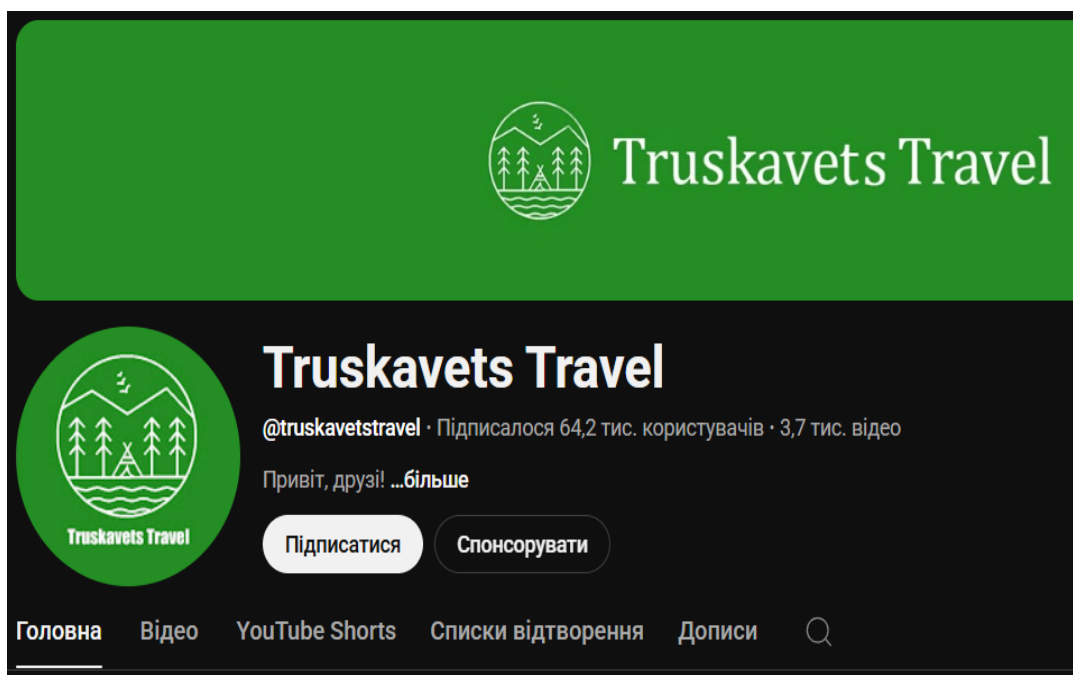 Truskavets Travel
Truskavets Travel
Truskavets Travel
@truskavetstravel · Підписалося 64,2 тис. користувачів · 3,7 тис. відео
Привіт, друзі! ...більше
Підписатися Спонсорувати
Головна Відео YouTube Shorts Списки відтворення Дописи